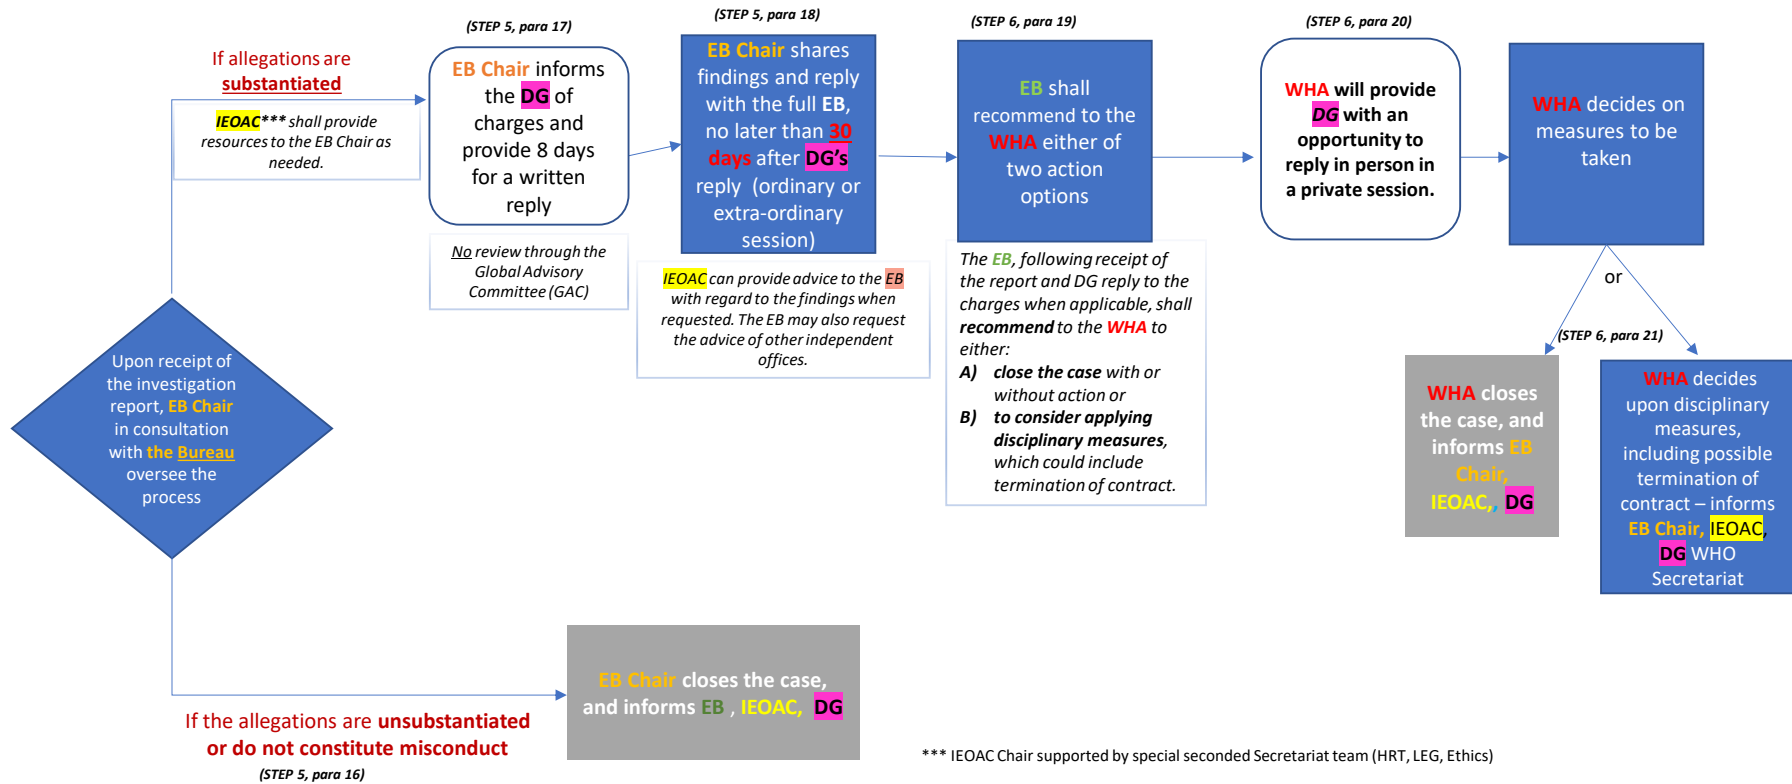 (STEP 5, para 17)
(STEP 5, para 18)
(STEP 6, para 19)
(STEP 6, para 20)
If allegations are
substantiated
IEOAC*** shall provide
resources to the EB Chair as
needed.
EB Chair informs
the DG of
charges and
provide 8 days
for a written
reply
No review through the
Global Advisory
Committee (GAC)
EB Chair shares
findings and reply
with the full EB,
no later than 30
days after DG's
reply (ordinary or
extra-ordinary
session)
IEOAC can provide advice to the EB
with regard to the findings when
requested. The EB may also request
the advice of other independent
offices.
EB shall
recommend to the
WHA either of
two action
options
The EB, following receipt of
the report and DG reply to the
charges when applicable, shall
recommend to the WHA to
either:
A) close the case with or
without action or
B) to consider applying
disciplinary measures,
which could include
termination of contract.
WHA will provide
DG with an
opportunity to
reply in person in
a private session.
WHA decides on
measures to be
taken
or
(STEP 6, para 21)
WHA closes
the case, and
informs EB
Chair,
IEOAC,, DG
WHA decides
upon disciplinary
measures,
including possible
termination of
contract – informs
EB Chair, IEOAC,
DG WHO
Secretariat
Upon receipt of
the investigation
report, EB Chair
in consultation
with the Bureau
oversee the
process
EB Chair closes the case,
and informs EB , IEOAC, DG
If the allegations are unsubstantiated
or do not constitute misconduct
(STEP 5, para 16)
*** IEOAC Chair supported by special seconded Secretariat team (HRT, LEG, Ethics)